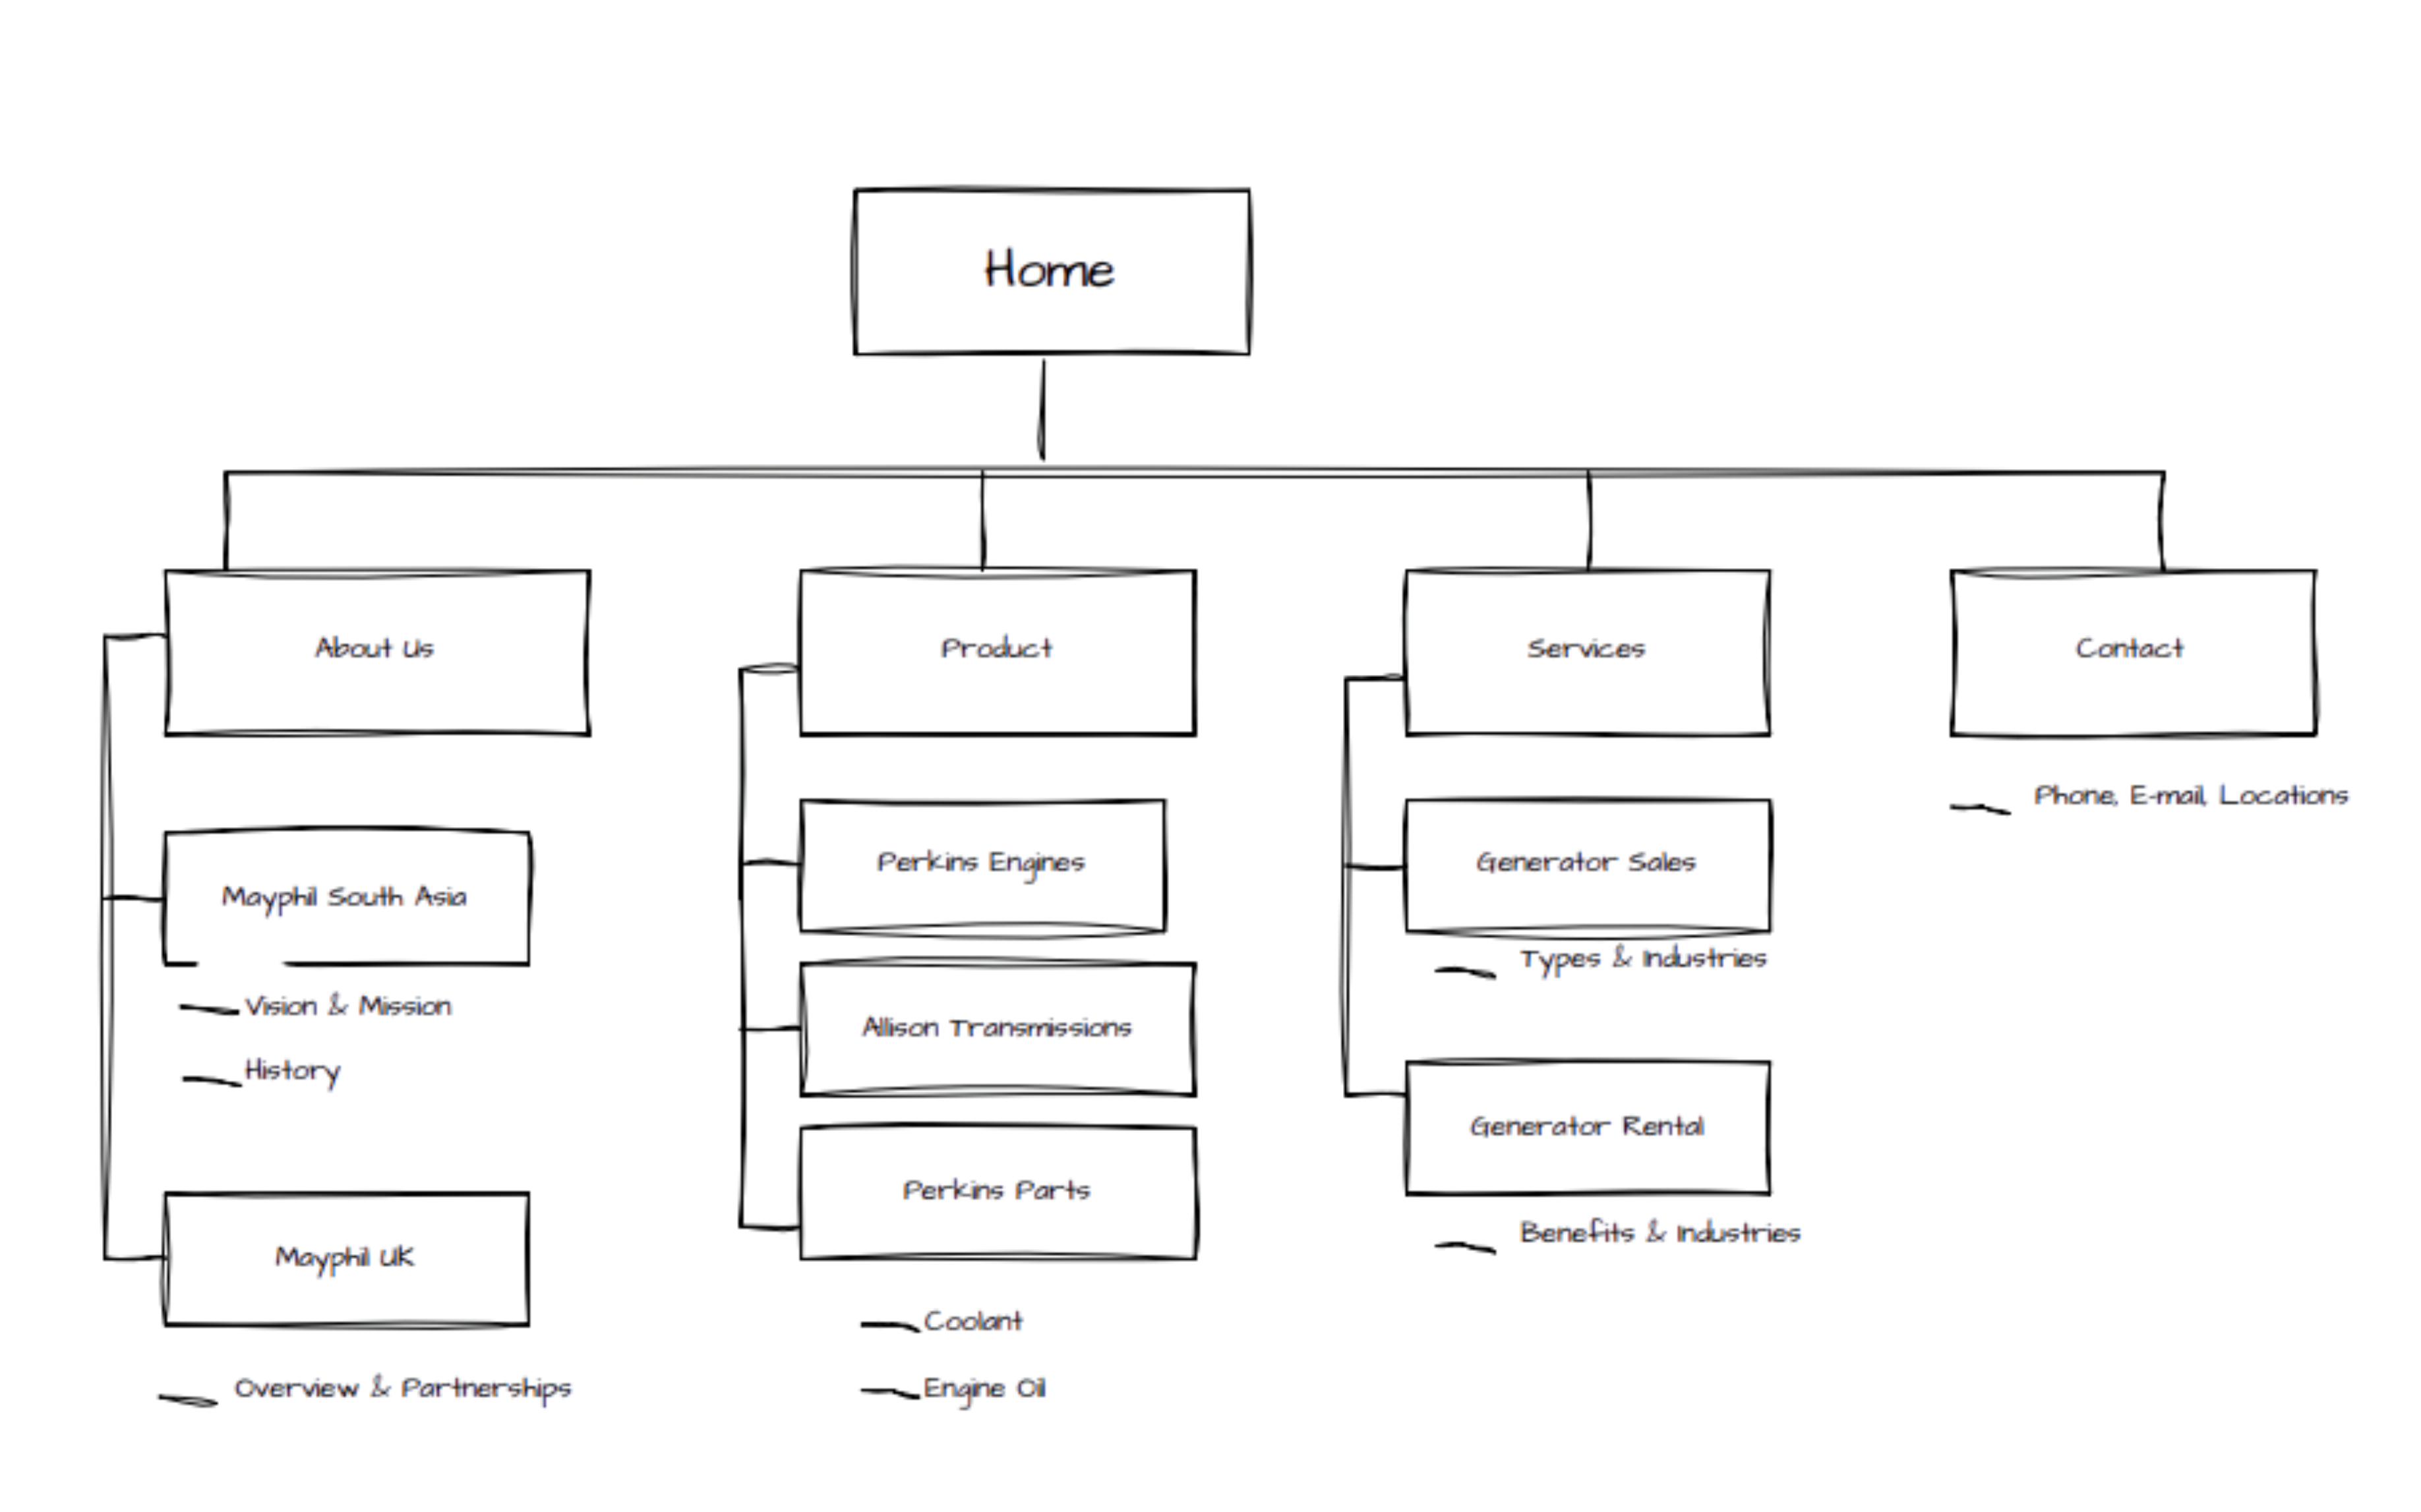 Home
About Us
Product
Services
Contact
Mayphil South Asia
Vision & Mission
History
Mayphil UK
Overview & Partnerships
Perkins Engines
Allison Transmissions
Perkins Parts
Coolant
Engine Oil
Generator Sales
Types & Industries
Generator Rental
Benefits & Industries
Phone, E-mail, Locations